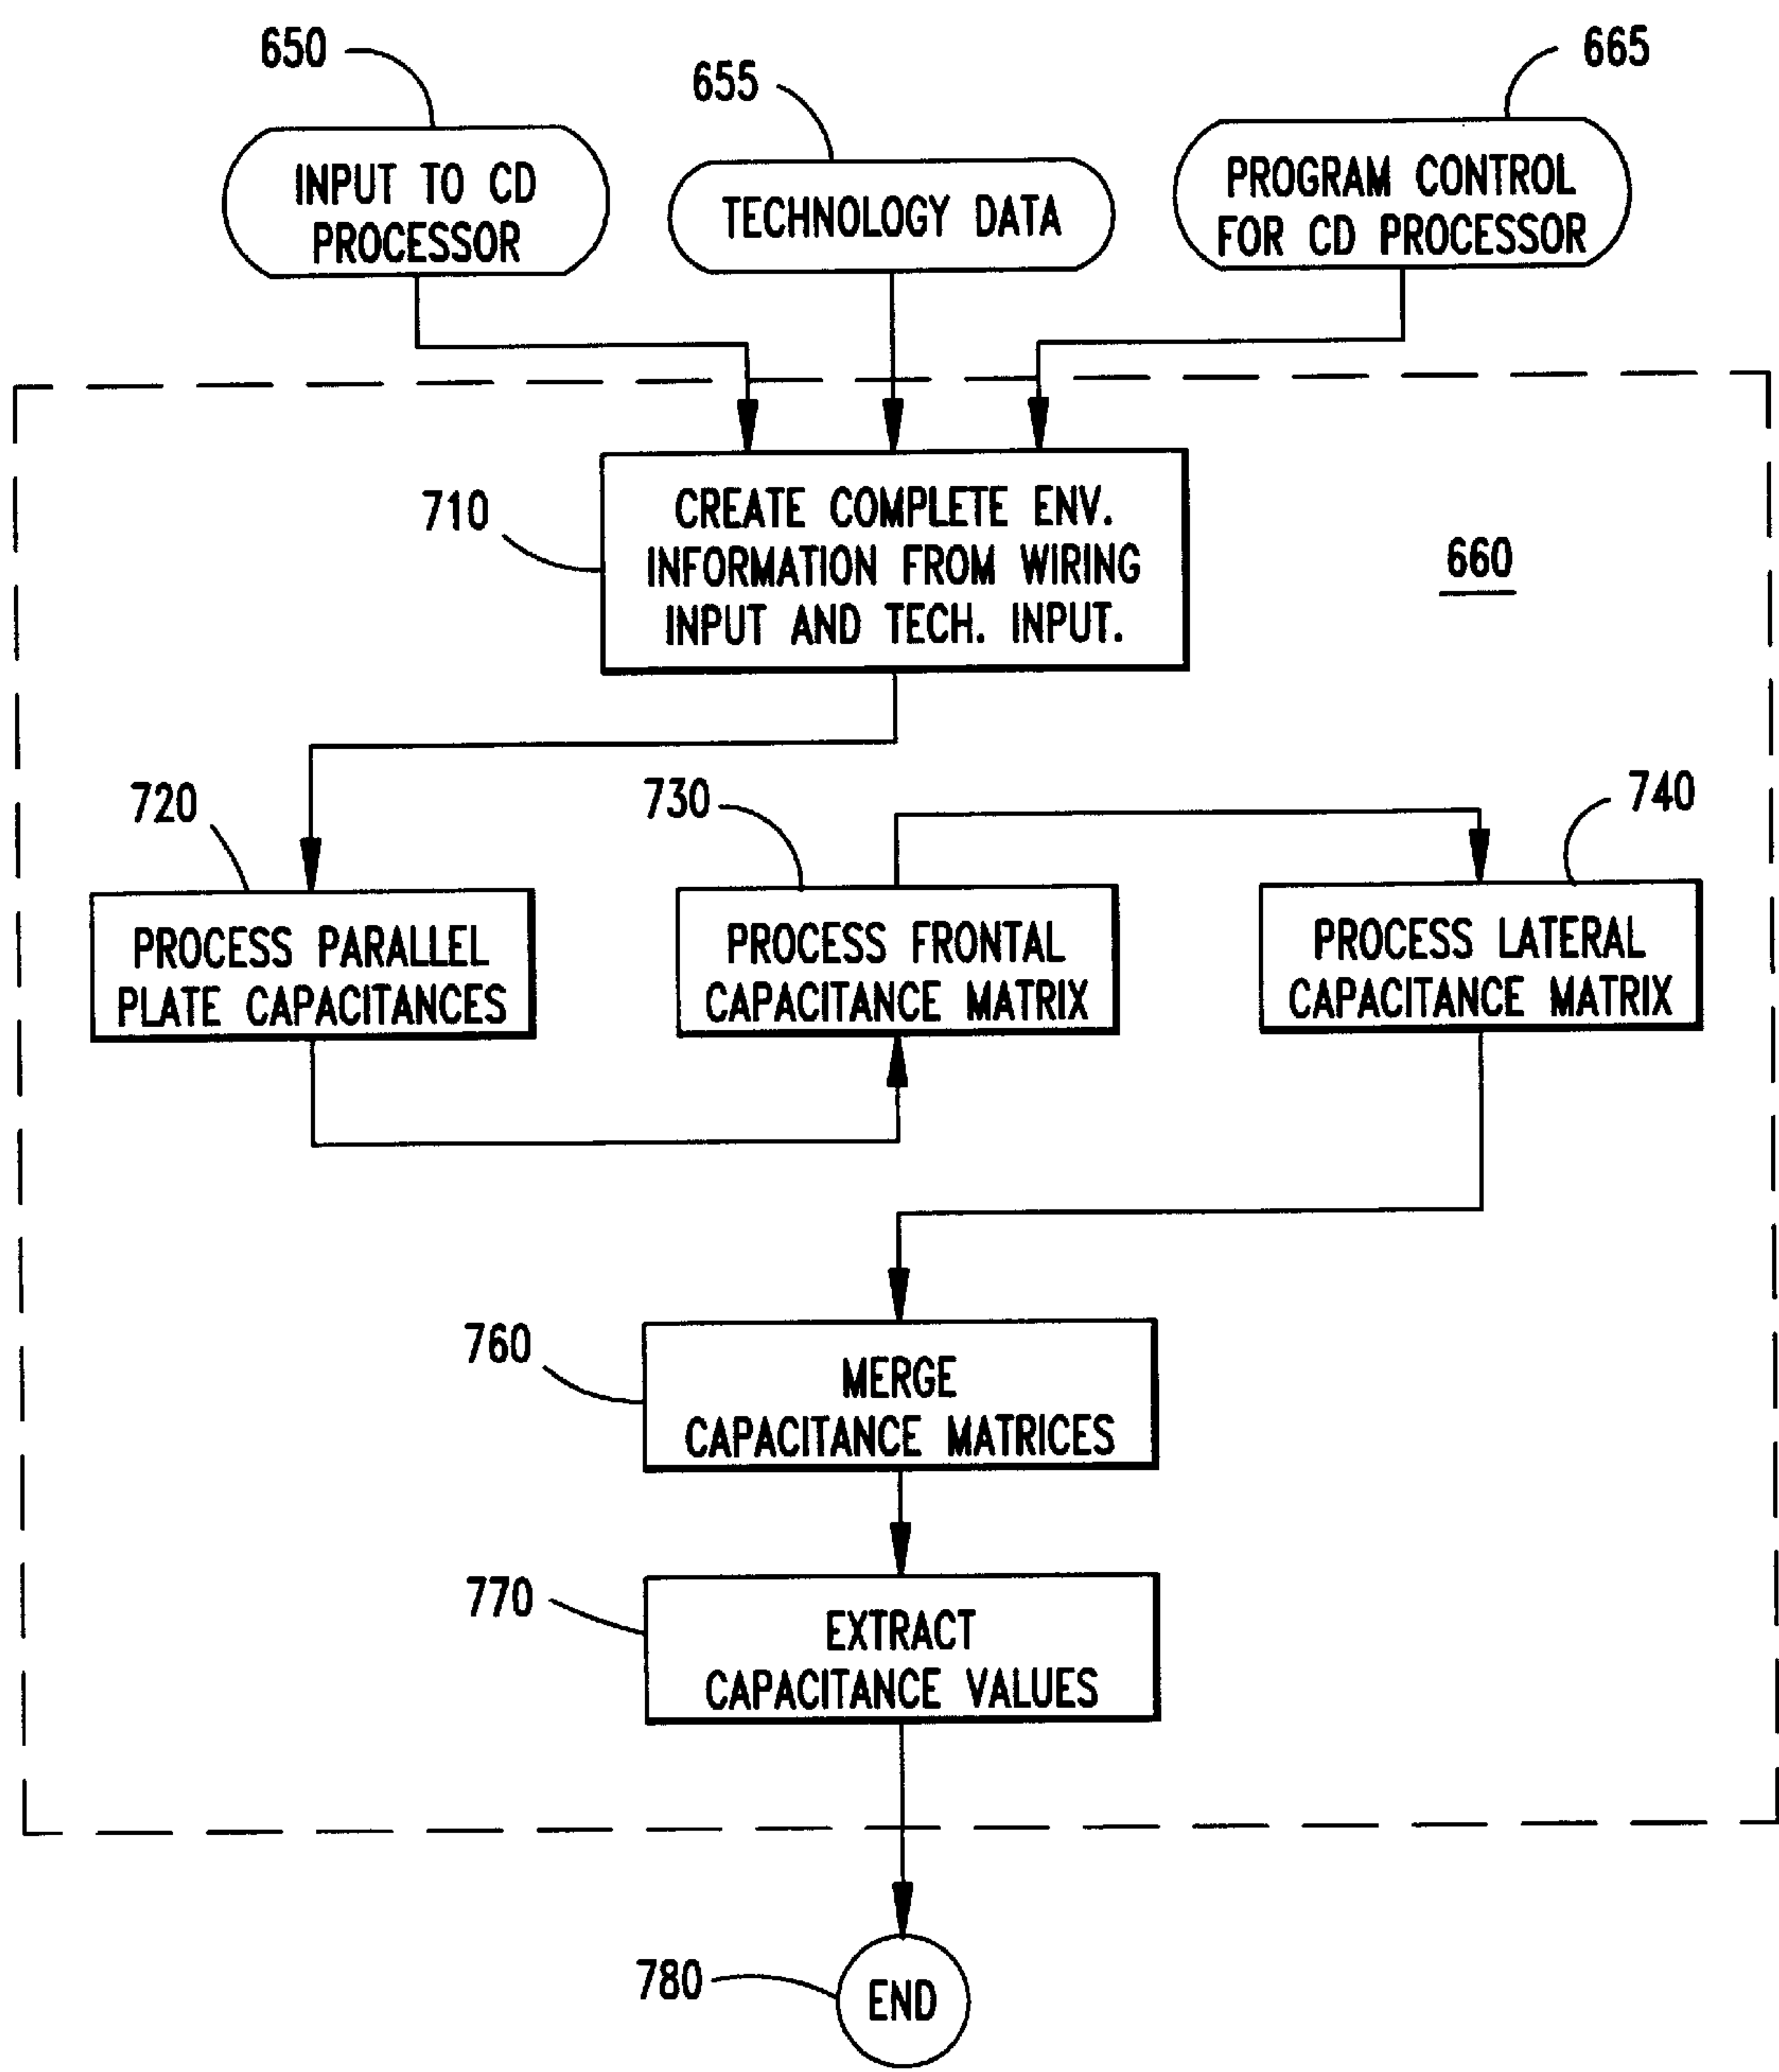 650
655
665
INPUT TO CD
PROCESSOR
TECHNOLOGY DATA
PROGRAM CONTROL
FOR CD PROCESSOR
710
CREATE COMPLETE ENV.
INFORMATION FROM WIRING
INPUT AND TECH. INPUT.
660
720
730
740
PROCESS PARALLEL
PLATE CAPACITANCES
PROCESS FRONTAL
CAPACITANCE MATRIX
PROCESS LATERAL
CAPACITANCE MATRIX
760
MERGE
CAPACITANCE MATRICES
770
EXTRACT
CAPACITANCE VALUES
780
END